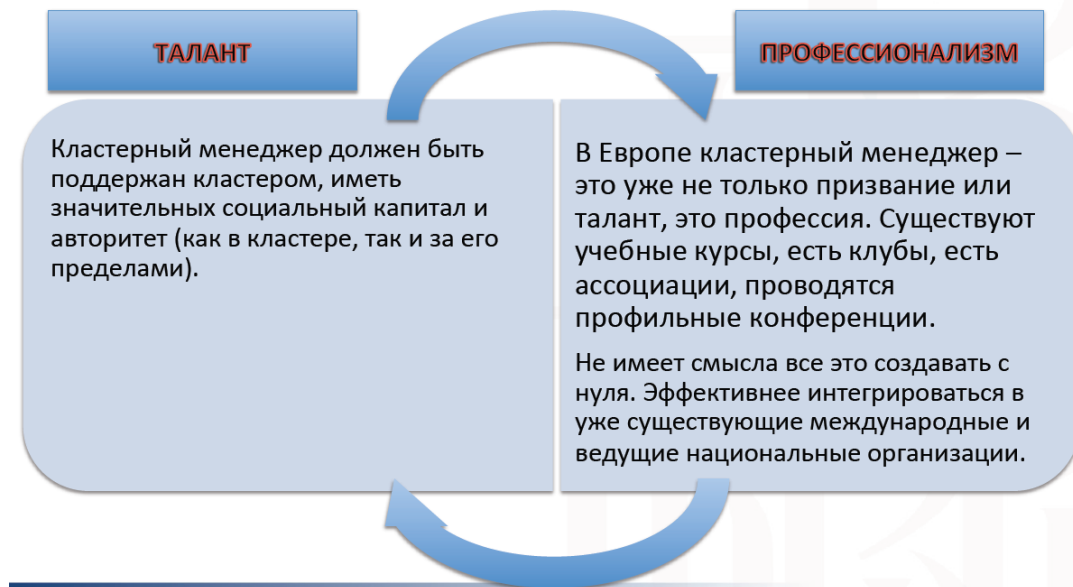 ТАЛАНТ
Кластерный менеджер должен быть
поддержан кластером, иметь
значительных социальный капитал и
авторитет (как в кластере, так и за его
пределами).
ПРОФЕССИОНАЛИЗМ
В Европе кластерный менеджер –
это уже не только призвание или
талант, это профессия. Существуют
учебные курсы, есть клубы, есть
ассоциации, проводятся
профильные конференции.
Не имеет смысла все это создавать с
нуля. Эффективнее интегрироваться в
уже существующие международные и
ведущие национальные организации.